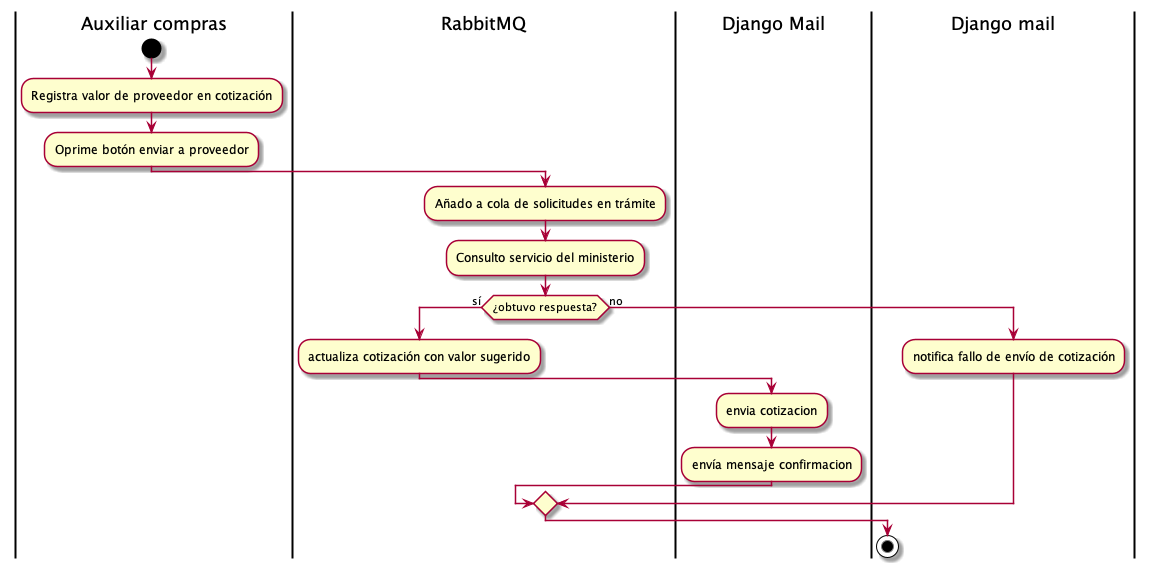 Auxiliar compras
RabbitMQ
Django Mail
Django mail
Registra valor de proveedor en cotización
Oprime botón enviar a proveedor
Añado a cola de solicitudes en trámite
Consulto servicio del ministerio
sí
¿obtuvo respuesta?
no
actualiza cotización con valor sugerido
notifica fallo de envío de cotización
envia cotizacion
envía mensaje confirmacion